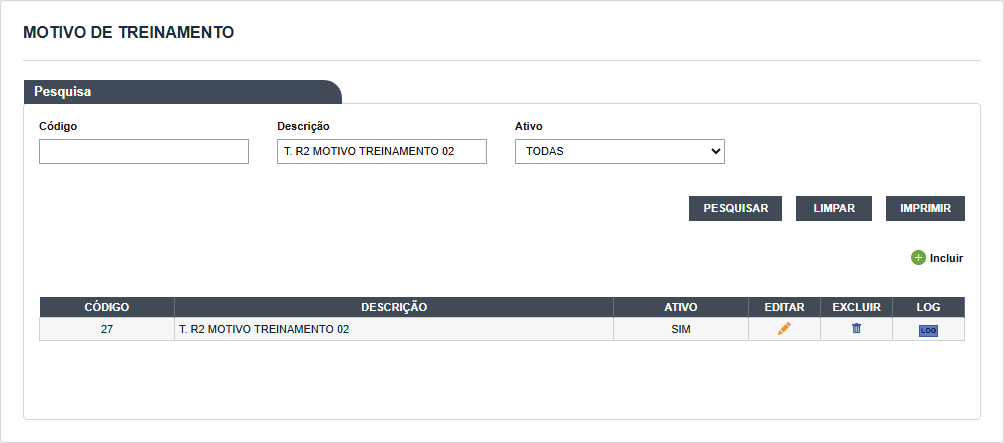 MOTIVO DE TREINAMENTO
Pesquisa
Código Descrição Ativo
T. R2 MOTIVO TREINAMENTO 02 TODAS
PESQUISAR LIMPAR IMPRIMIR
Incluir
CÓDIGO DESCRIÇÃO ATIVO EDITAR EXCLUIR LOG
27 T. R2 MOTIVO TREINAMENTO 02 SIM LOG